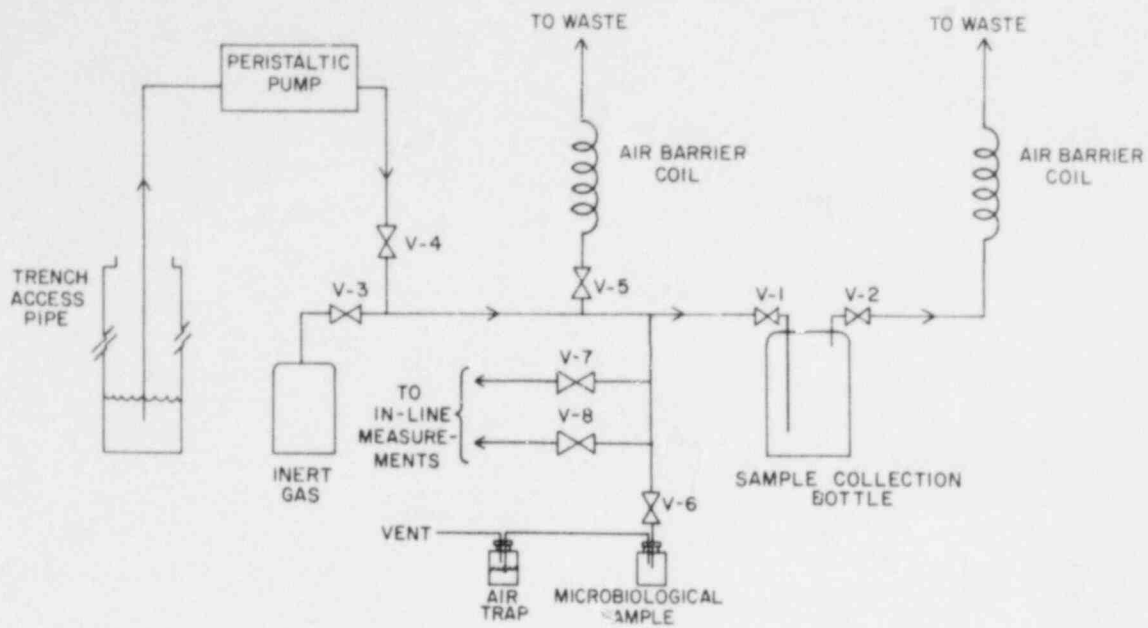 TO WASTE
TO WASTE
PERISTALTIC
PUMP
AIR BARRIER
COIL
AIR BARRIER
COIL
V-4
TRENCH
ACCESS
PIPE
V-3
V-5
V-1
V-2
V-7
TO
IN-LINE
MEASURE-
MENTS
V-8
INERT
GAS
SAMPLE COLLECTION
BOTTLE
V-6
VENT
AIR
TRAP
MICROBIOLOGICAL
AMPLE